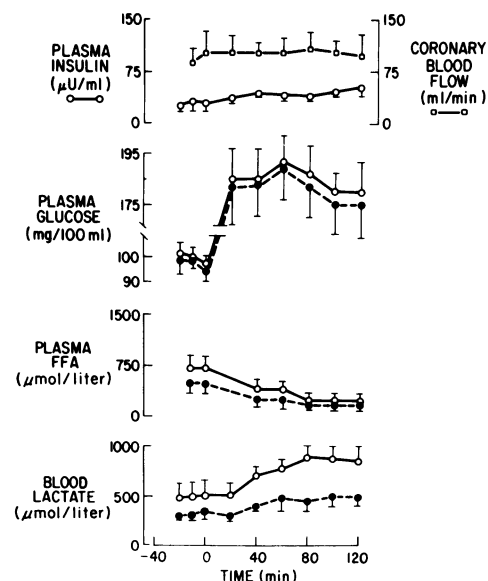 PLASMA
INSULIN
(μU/ml)
150
75
0
150
75
0
CORONARY
BLOOD
FLOW
(ml/min)
PLASMA
GLUCOSE
(mg/100 ml)
195
175
100
90
PLASMA
FFA
(μmol/liter)
1500
750
0
BLOOD
LACTATE
(μmol/liter)
1000
500
0
-40
0
40
80
120
TIME (min)